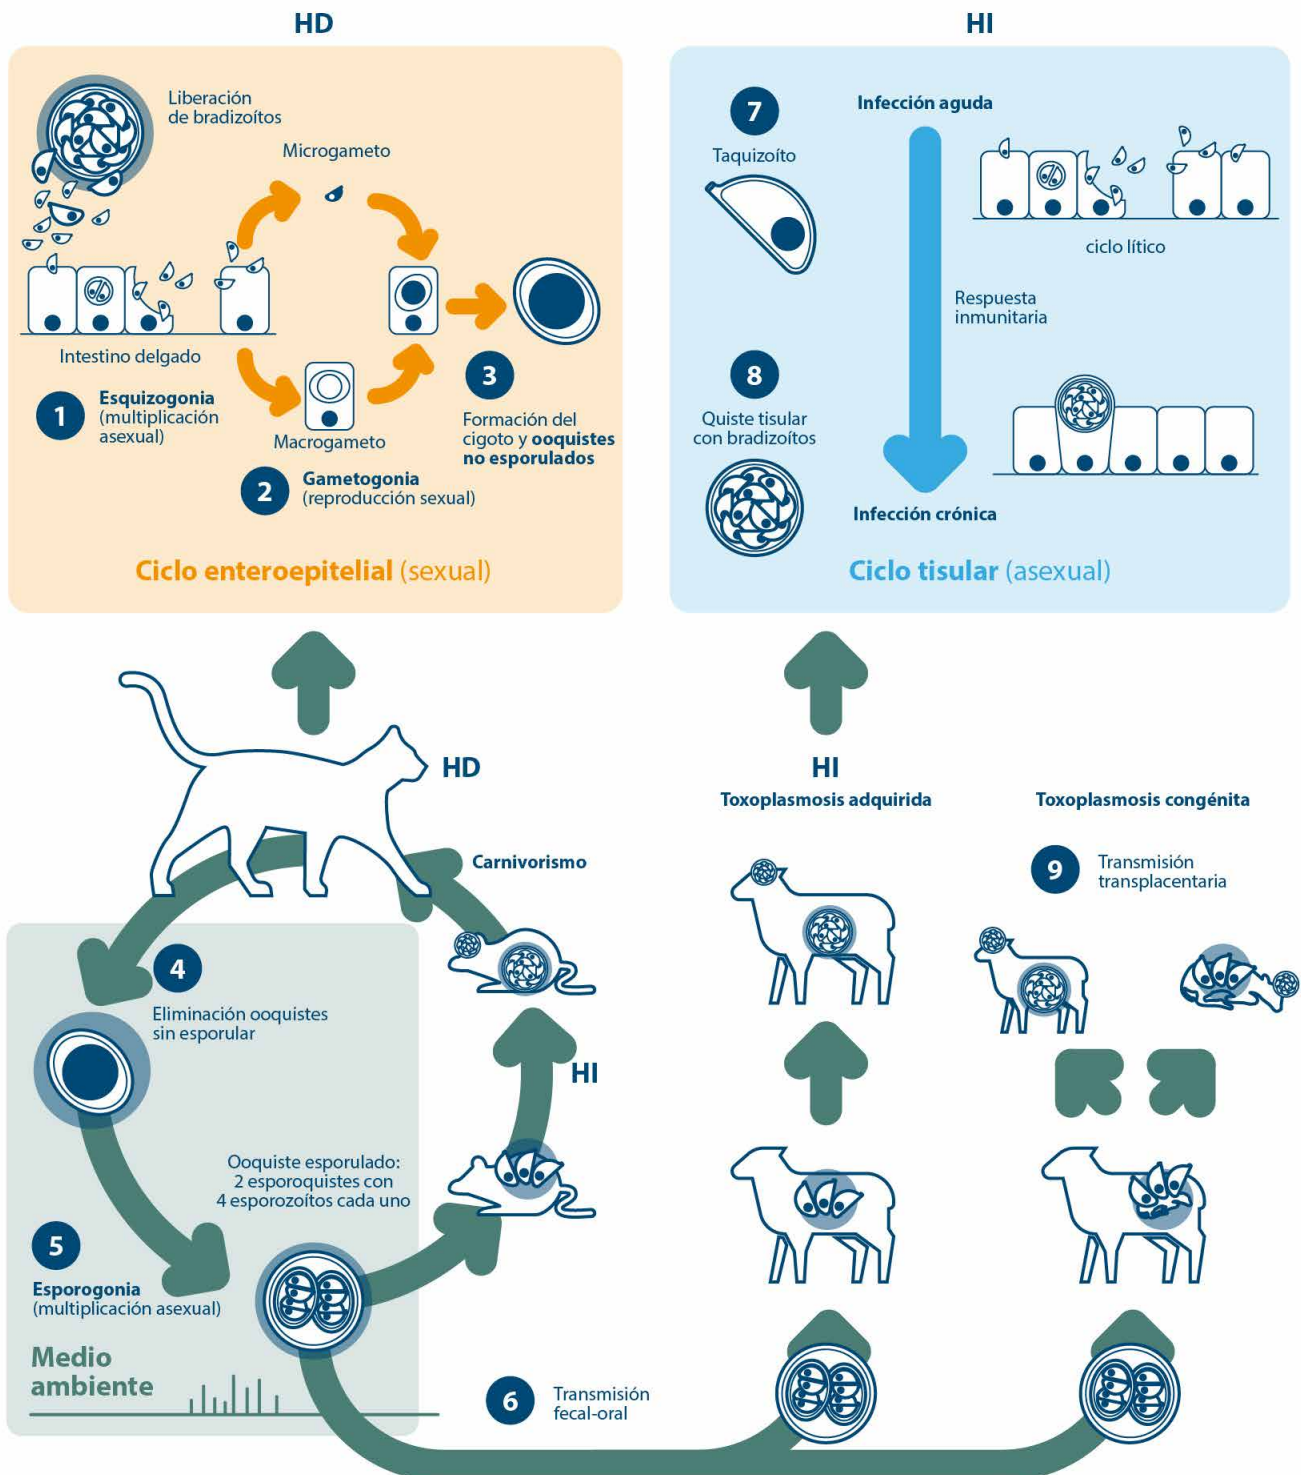 HD
Liberación
de bradizoítos
Microgameto
Intestino delgado
1
Esquizogonia
(multiplicación
asexual)
Macrogameto
2
Gametogonia
(reproducción sexual)
3
Formación del
cigoto y ooquistes
no esporulados
Ciclo enteroepitelial (sexual)
HI
7
Taquizoíto
Infección aguda
ciclo lítico
Respuesta
inmunitaria
8
Quiste tisular
con bradizoítos
Infección crónica
Ciclo tisular (asexual)
HD
Carnivorismo
4
Eliminación ooquistes
sin esporular
HI
Ooquiste esporulado:
2 esporoquistes con
4 esporozoítos cada uno
5
Esporogonia
(multiplicación asexual)
Medio
ambiente
6
Transmisión
fecal-oral
HI
Toxoplasmosis adquirida
Toxoplasmosis congénita
9
Transmisión
transplacentaria